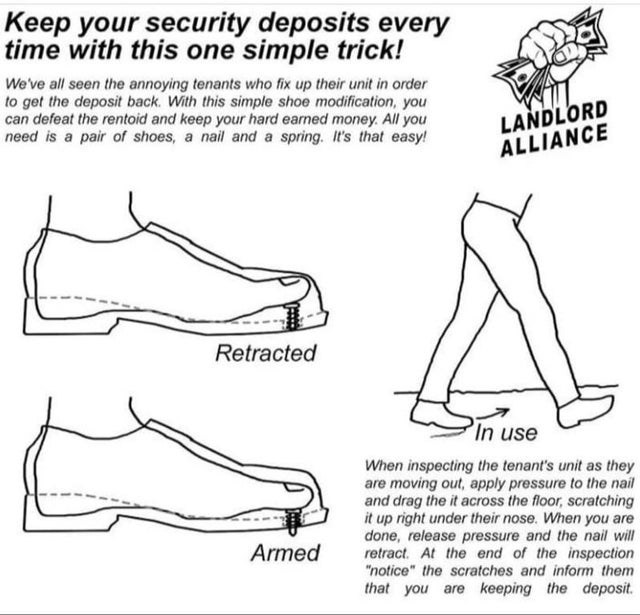 Keep your security deposits every
time with this one simple trick!
We've all seen the annoying tenants who fix up their unit in order
to get the deposit back. With this simple shoe modification, you
can defeat the rentoid and keep your hard earned money. All you
need is a pair of shoes, a nail and a spring. It's that easy!
LANDLORD
ALLIANCE
Retracted
Armed
In use
When inspecting the tenant's unit as they
are moving out, apply pressure to the nail
and drag the it across the floor, scratching
it up right under their nose. When you are
done, release pressure and the nail will
retract. At the end of the inspection
"notice" the scratches and inform them
that you are keeping the deposit.